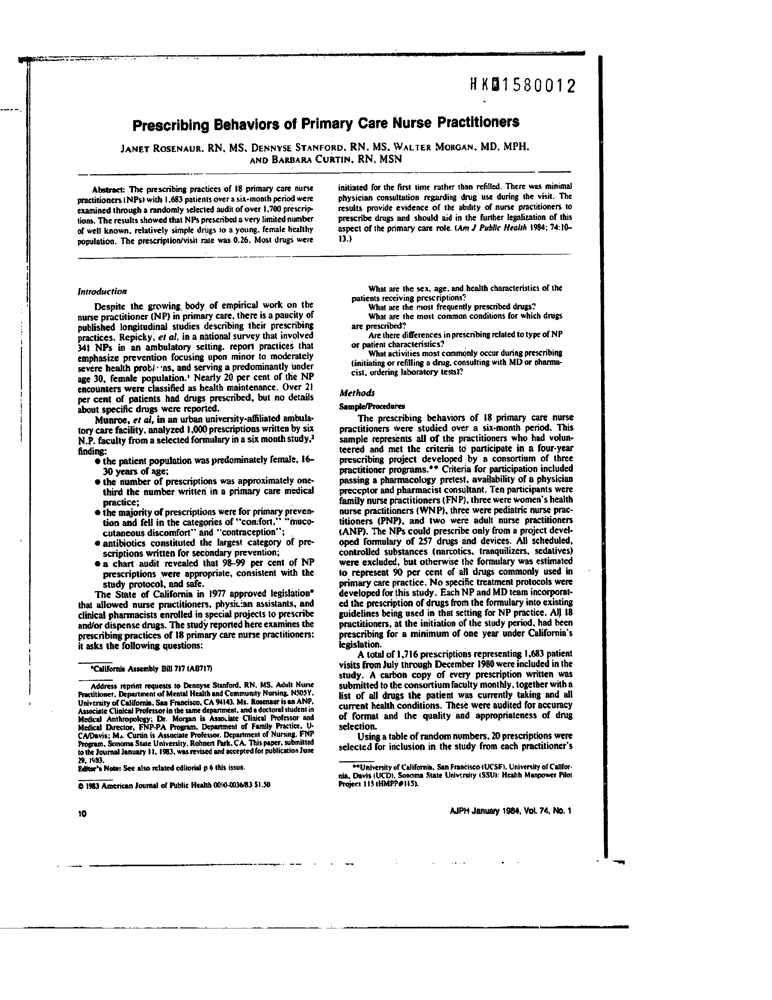 HK01580012
Prescribing Behaviors of Primary Care Nurse Practitioners
JANET ROSENAUR, RN, MS, DENNYSE STANFORD, RN, MS, WALTER MORGAN, MD, MPH,
AND BARBARA CURTIN, RN, MSN
Abstract: The prescribing practices of 18 primary care nurse
practitioners (NPs) with 1,683 patients over a six-month period were
examined through a randomly selected audit of over 1,700 prescrip-
tions. The results showed that NPs prescribed a very limited number
of well known, relatively simple drugs to a young, female healthy
population. The prescription/visit rate was 0.26. Most drugs were
initiated for the first time rather than refilled. There was minimal
physician consultation regarding drug use during the visit. The
results provide evidence of the ability of nurse practitioners to
prescribe drugs and should aid in the further legalization of this
aspect of the primary care role. (Am J Public Health 1984; 74:10–
13.)
Introduction
Despite the growing body of empirical work on the
nurse practitioner (NP) in primary care, there is a paucity of
published longitudinal studies describing their prescribing
practices. Repicky, et al, in a national survey that involved
341 NPs in an ambulatory setting, report practices that
emphasize prevention focusing upon minor to moderately
severe health problems, and serving a predominantly under
age 30, female population.¹ Nearly 20 per cent of the NP
encounters were classified as health maintenance. Over 21
per cent of patients had drugs prescribed, but no details
about specific drugs were reported.
Munroe, et al, in an urban university-affiliated ambula-
tory care facility, analyzed 1,000 prescriptions written by six
N.P. faculty from a selected formulary in a six month study,²
finding:
● the patient population was predominately female, 16–
30 years of age;
● the number of prescriptions was approximately one-
third the number written in a primary care medical
practice;
● the majority of prescriptions were for primary preven-
tion and fell in the categories of "comfort," "muco-
cutaneous discomfort" and "contraception";
● antibiotics constituted the largest category of pre-
scriptions written for secondary prevention;
● a chart audit revealed that 98–99 per cent of NP
prescriptions were appropriate, consistent with the
study protocol, and safe.
The State of California in 1977 approved legislation*
that allowed nurse practitioners, physician assistants, and
clinical pharmacists enrolled in special projects to prescribe
and/or dispense drugs. The study reported here examines the
prescribing practices of 18 primary care nurse practitioners;
it asks the following questions:
*California Assembly Bill 717 (AB717)
Address reprint requests to Dennyse Stanford, RN, MS, Adult Nurse
Practitioner, Department of Mental Health and Community Nursing, N505Y,
University of California, San Francisco, CA 94143. Ms. Rosenaur is an ANP,
Associate Clinical Professor in the same department, and a doctoral student in
Medical Anthropology; Dr. Morgan is Associate Clinical Professor and
Medical Director, FNP-PA Program, Department of Family Practice, U-
CA/Davis; Ms. Curtin is Associate Professor, Department of Nursing, FNP
Program, Sonoma State University, Rohnert Park, CA. This paper, submitted
to the Journal January 11, 1983, was revised and accepted for publication June
29, 1983.
Editor's Note: See also related editorial p 6 this issue.
© 1983 American Journal of Public Health 0090-0036/83 $1.50
What are the sex, age, and health characteristics of the
patients receiving prescriptions?
What are the most frequently prescribed drugs?
What are the most common conditions for which drugs
are prescribed?
Are there differences in prescribing related to type of NP
or patient characteristics?
What activities most commonly occur during prescribing
(initiating or refilling a drug, consulting with MD or pharma-
cist, ordering laboratory tests)?
Methods
Sample/Procedures
The prescribing behaviors of 18 primary care nurse
practitioners were studied over a six-month period. This
sample represents all of the practitioners who had volun-
teered and met the criteria to participate in a four-year
prescribing project developed by a consortium of three
practitioner programs.** Criteria for participation included
passing a pharmacology pretest, availability of a physician
preceptor and pharmacist consultant. Ten participants were
family nurse practitioners (FNP), three were women's health
nurse practitioners (WNP), three were pediatric nurse prac-
titioners (PNP), and two were adult nurse practitioners
(ANP). The NPs could prescribe only from a project devel-
oped formulary of 257 drugs and devices. All scheduled,
controlled substances (narcotics, tranquilizers, sedatives)
were excluded, but otherwise the formulary was estimated
to represent 90 per cent of all drugs commonly used in
primary care practice. No specific treatment protocols were
developed for this study. Each NP and MD team incorporat-
ed the prescription of drugs from the formulary into existing
guidelines being used in that setting for NP practice. All 18
practitioners, at the initiation of the study period, had been
prescribing for a minimum of one year under California's
legislation.
A total of 1,716 prescriptions representing 1,683 patient
visits from July through December 1980 were included in the
study. A carbon copy of every prescription written was
submitted to the consortium faculty monthly, together with a
list of all drugs the patient was currently taking and all
current health conditions. These were audited for accuracy
of format and the quality and appropriateness of drug
selection.
Using a table of random numbers, 20 prescriptions were
selected for inclusion in the study from each practitioner's
**University of California, San Francisco (UCSF), University of Califor-
nia, Davis (UCD), Sonoma State University (SSU): Health Manpower Pilot
Project 115 (HMPP#115).
10
AJPH January 1984, Vol. 74, No. 1